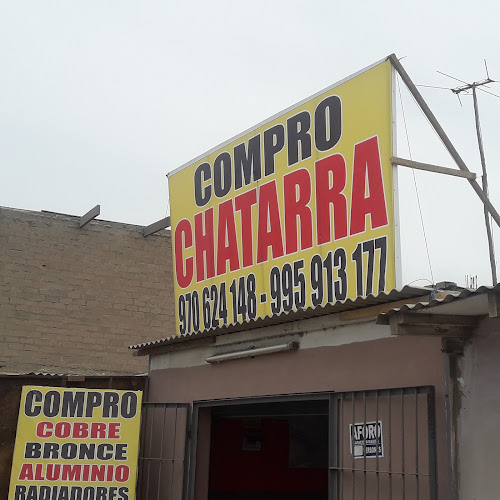 COMPRO
CHATARRA
970 624 148 - 995 913 177
COMPRO
COBRE
BRONCE
ALUMINIO
RADIADORES
AFORO